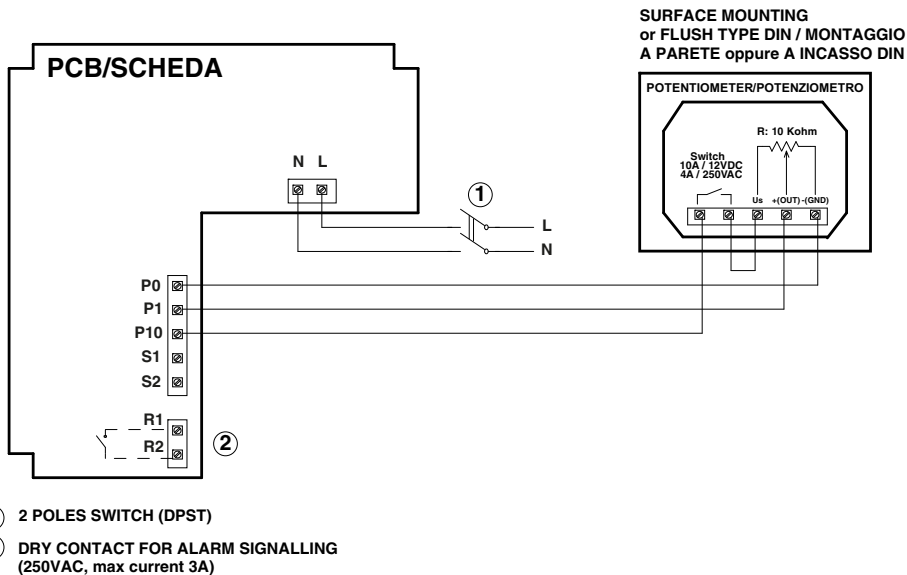 SURFACE MOUNTING
or FLUSH TYPE DIN / MONTAGGIO
A PARETE oppure A INCASSO DIN
PCB/SCHEDA
POTENTIOMETER/POTENZIOMETRO
R: 10 Kohm
Switch
10A / 12VDC
4A / 250VAC
Us +(OUT) -(GND)
N L
1
L
N
P0
P1
P10
S1
S2
R1
R2
2
2 POLES SWITCH (DPST)
DRY CONTACT FOR ALARM SIGNALLING
(250VAC, max current 3A)